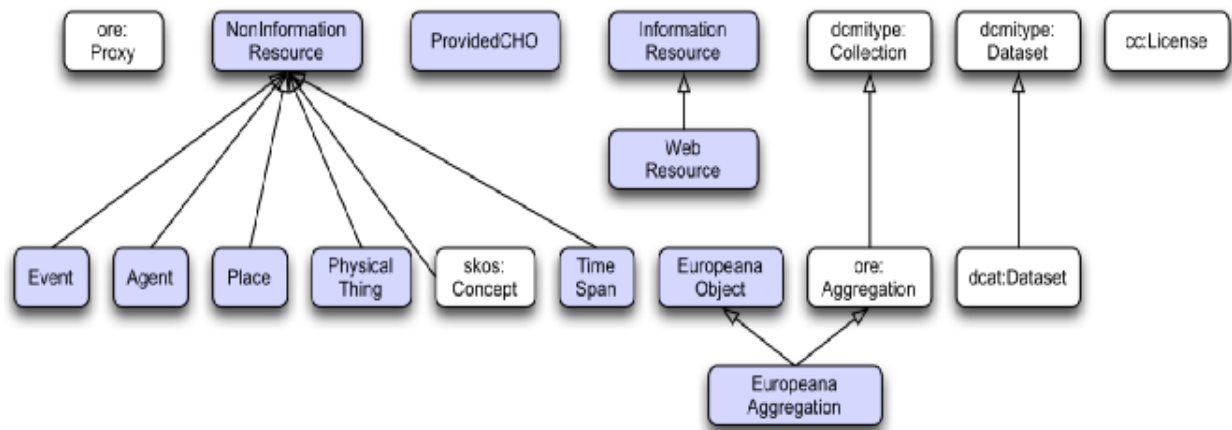 ore:
Proxy
NonInformation
Resource
ProvidedCHO
Information
Resource
dcmitype:
Collection
dcmitype:
Dataset
cc:License
Web
Resource
Event
Agent
Place
Physical
Thing
skos:
Concept
Time
Span
Europeana
Object
ore:
Aggregation
dcat:Dataset
Europeana
Aggregation